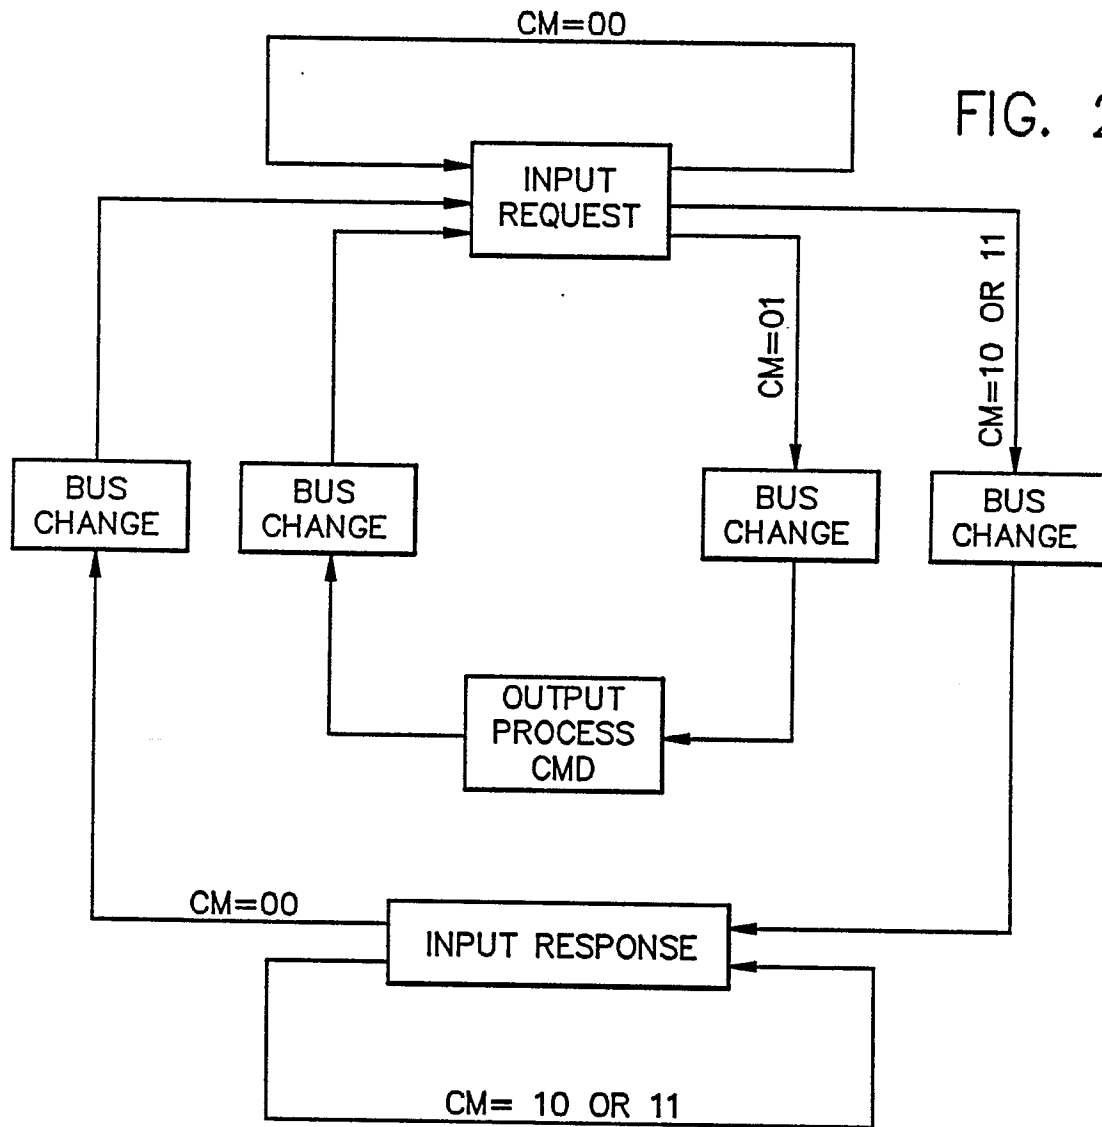 CM=00
FIG. 2
INPUT
REQUEST
CM=01
CM=10 OR 11
BUS
CHANGE
BUS
CHANGE
BUS
CHANGE
BUS
CHANGE
OUTPUT
PROCESS
CMD
CM=00
INPUT RESPONSE
CM= 10 OR 11